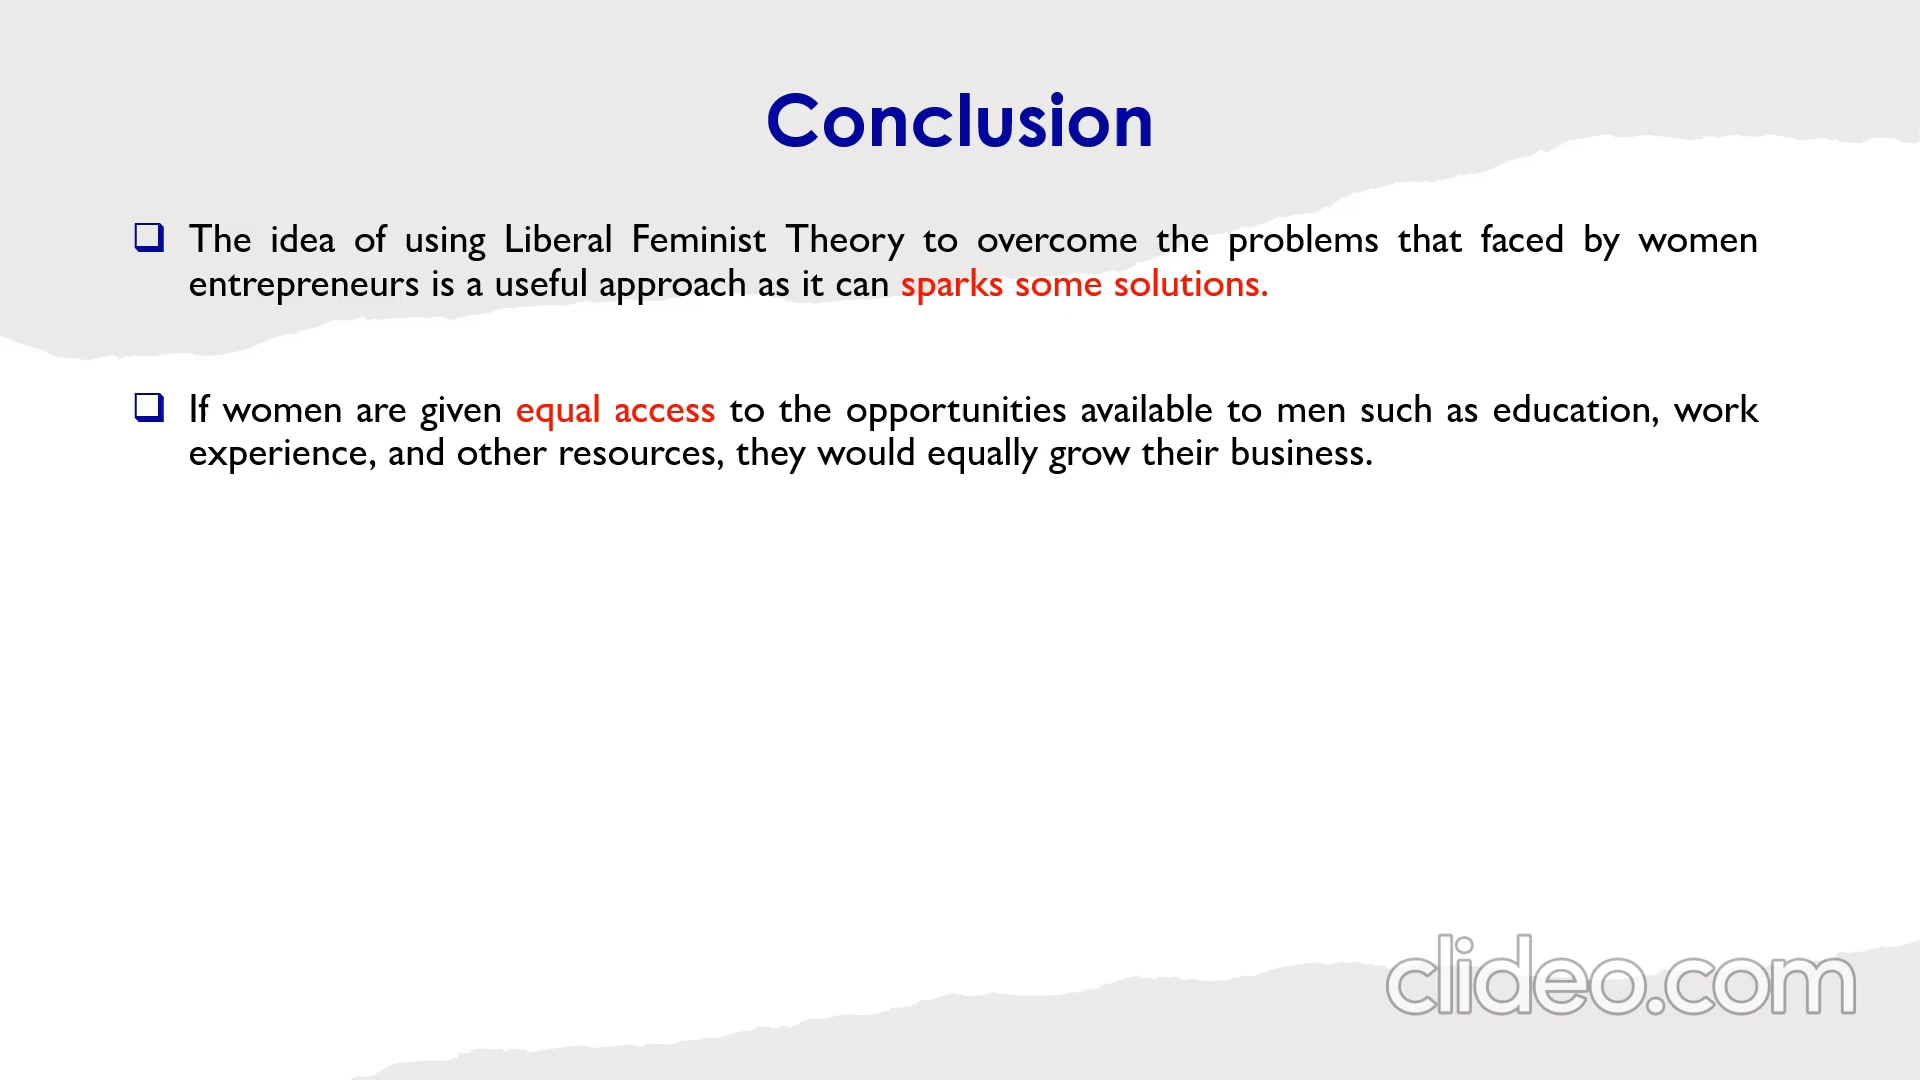 Conclusion
The idea of using Liberal Feminist Theory to overcome the problems that faced by women
entrepreneurs is a useful approach as it can sparks some solutions.
If women are given equal access to the opportunities available to men such as education, work
experience, and other resources, they would equally grow their business.
clideo.com